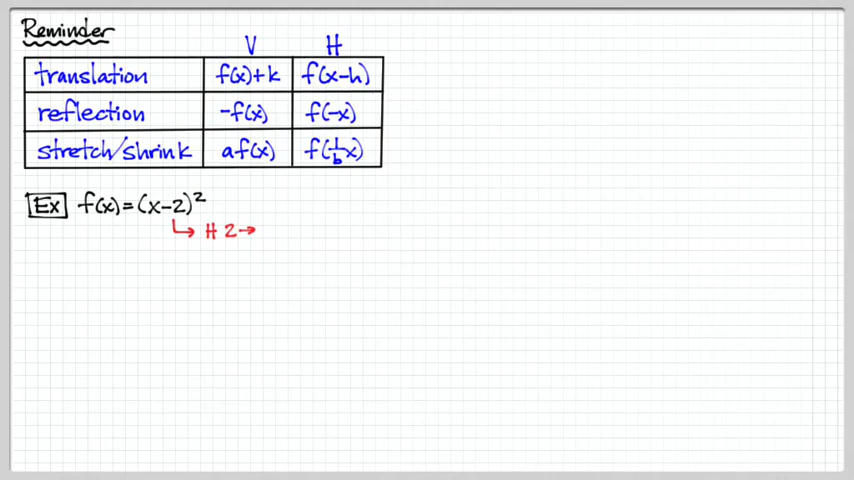 Reminder
V H
translation f(x)+k f(x-h)
reflection -f(x) f(-x)
stretch/shrink af(x) f(1/b x)
Ex f(x)=(x-2)²
↳ H 2→